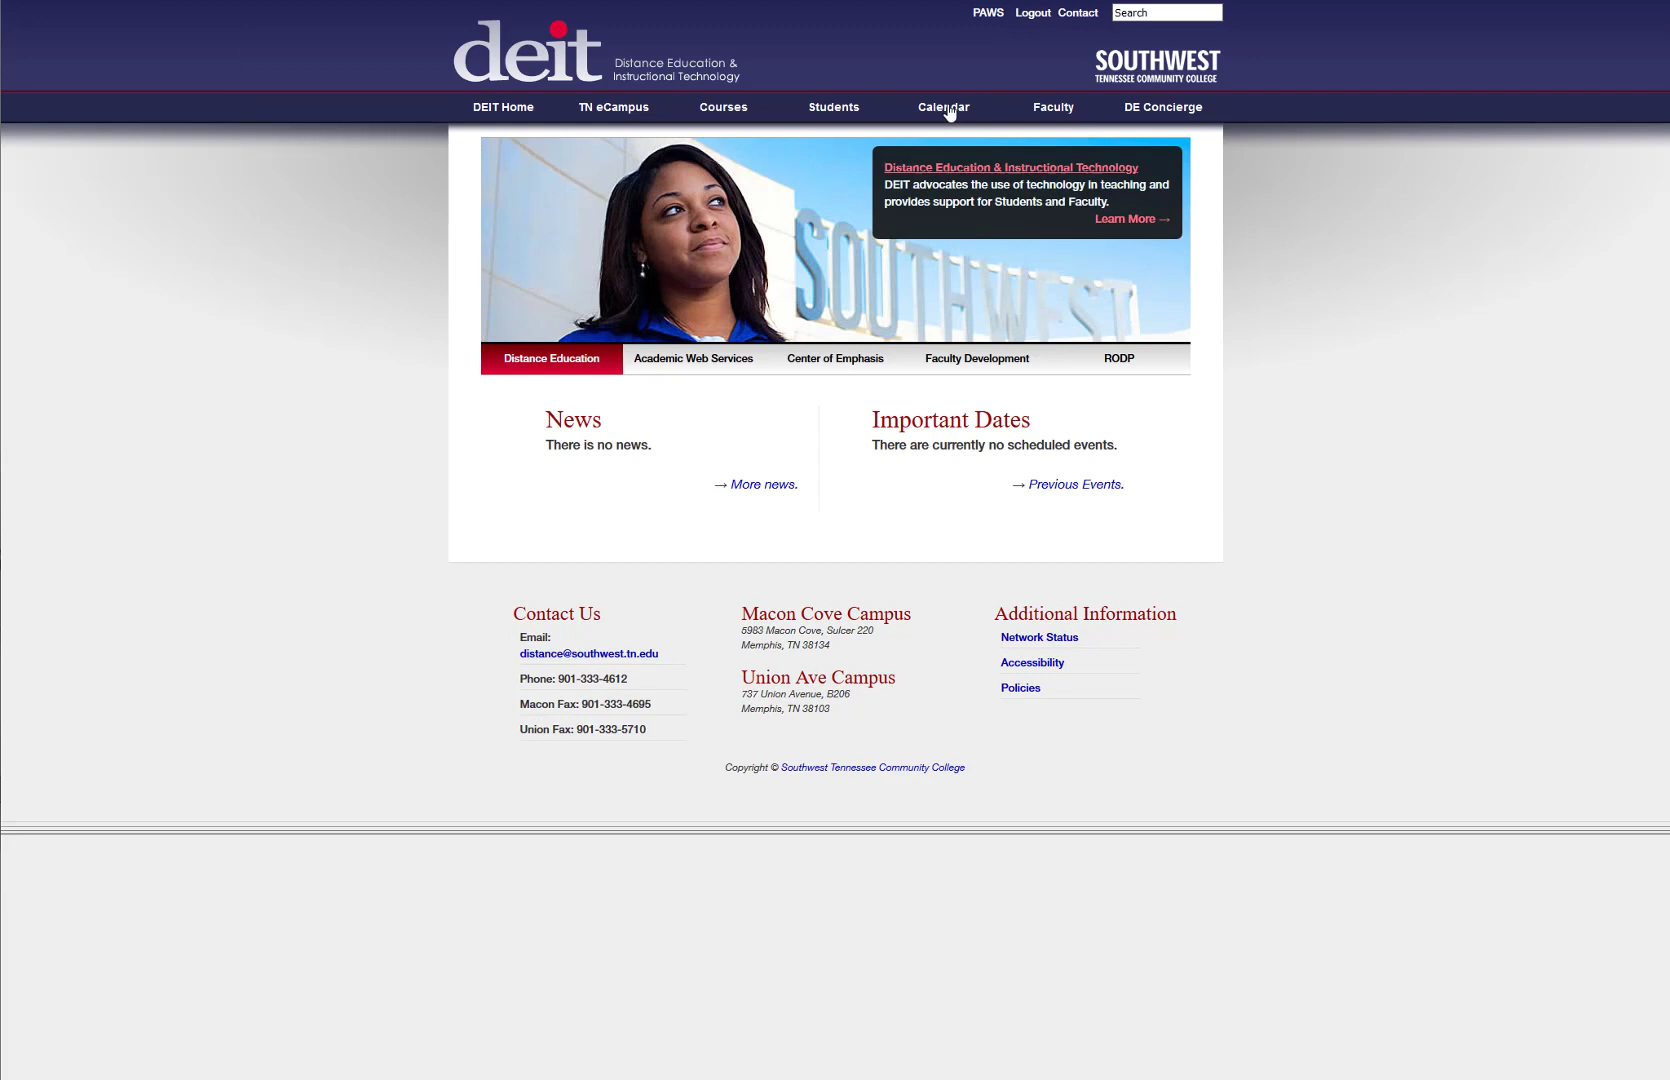 PAWS Logout Contact Search
deit
Distance Education &
Instructional Technology
SOUTHWEST
TENNESSEE COMMUNITY COLLEGE
DEIT Home TN eCampus Courses Students Calendar Faculty DE Concierge
SOUTHWEST
Distance Education & Instructional Technology
DEIT advocates the use of technology in teaching and
provides support for Students and Faculty.
Learn More →
Distance Education Academic Web Services Center of Emphasis Faculty Development RODP
News
There is no news.
→ More news.
Important Dates
There are currently no scheduled events.
→ Previous Events.
Contact Us
Email:
distance@southwest.tn.edu
Phone: 901-333-4612
Macon Fax: 901-333-4695
Union Fax: 901-333-5710
Macon Cove Campus
5983 Macon Cove, Sulcer 220
Memphis, TN 38134
Union Ave Campus
737 Union Avenue, B206
Memphis, TN 38103
Additional Information
Network Status
Accessibility
Policies
Copyright © Southwest Tennessee Community College